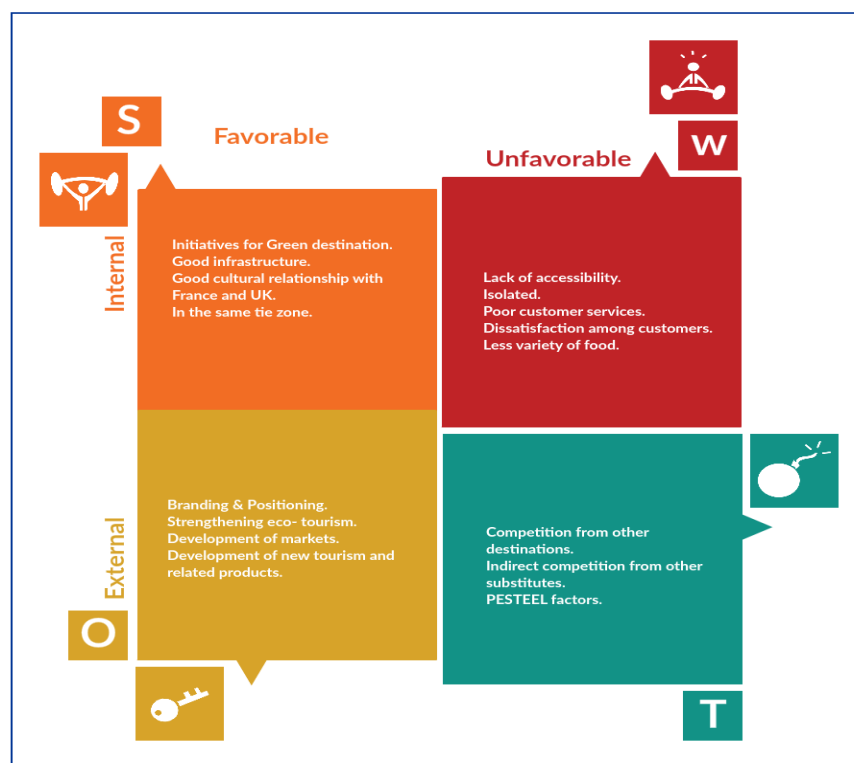 S
Favorable
W
Unfavorable
Internal
Initiatives for Green destination.
Good infrastructure.
Good cultural relationship with
France and UK.
In the same tie zone.
Lack of accessibility.
Isolated.
Poor customer services.
Dissatisfaction among customers.
Less variety of food.
External
Branding & Positioning.
Strengthening eco- tourism.
Development of markets.
Development of new tourism and
related products.
Competition from other
destinations.
Indirect competition from other
substitutes.
PESTEEL factors.
O
T